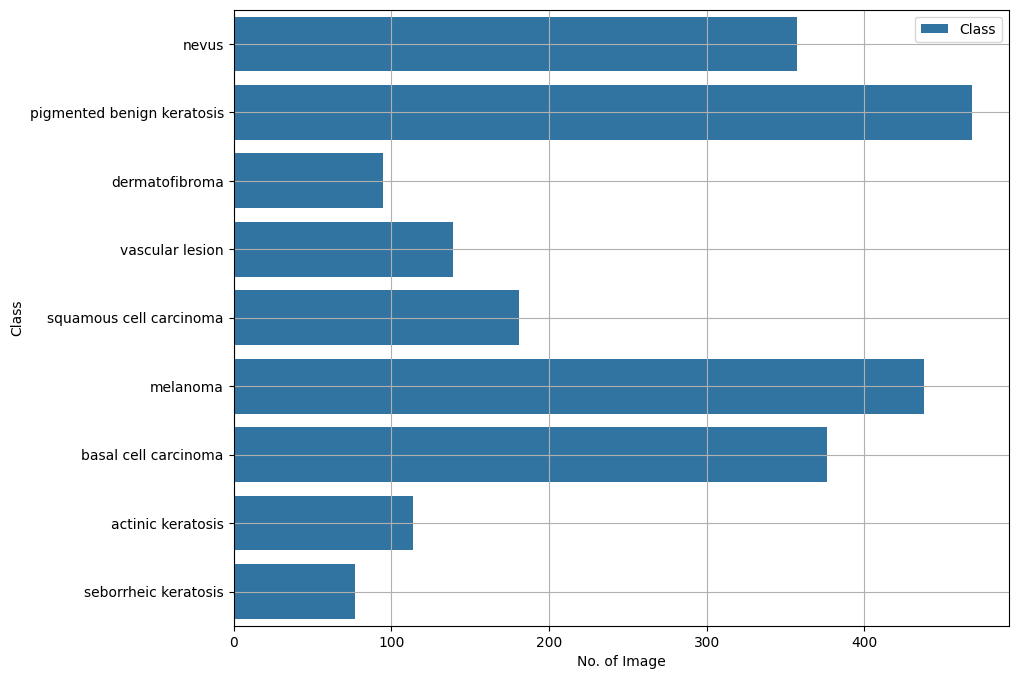 Class
nevus
pigmented benign keratosis
dermatofibroma
vascular lesion
squamous cell carcinoma
melanoma
basal cell carcinoma
actinic keratosis
seborrheic keratosis
Class
0 100 200 300 400
No. of Image